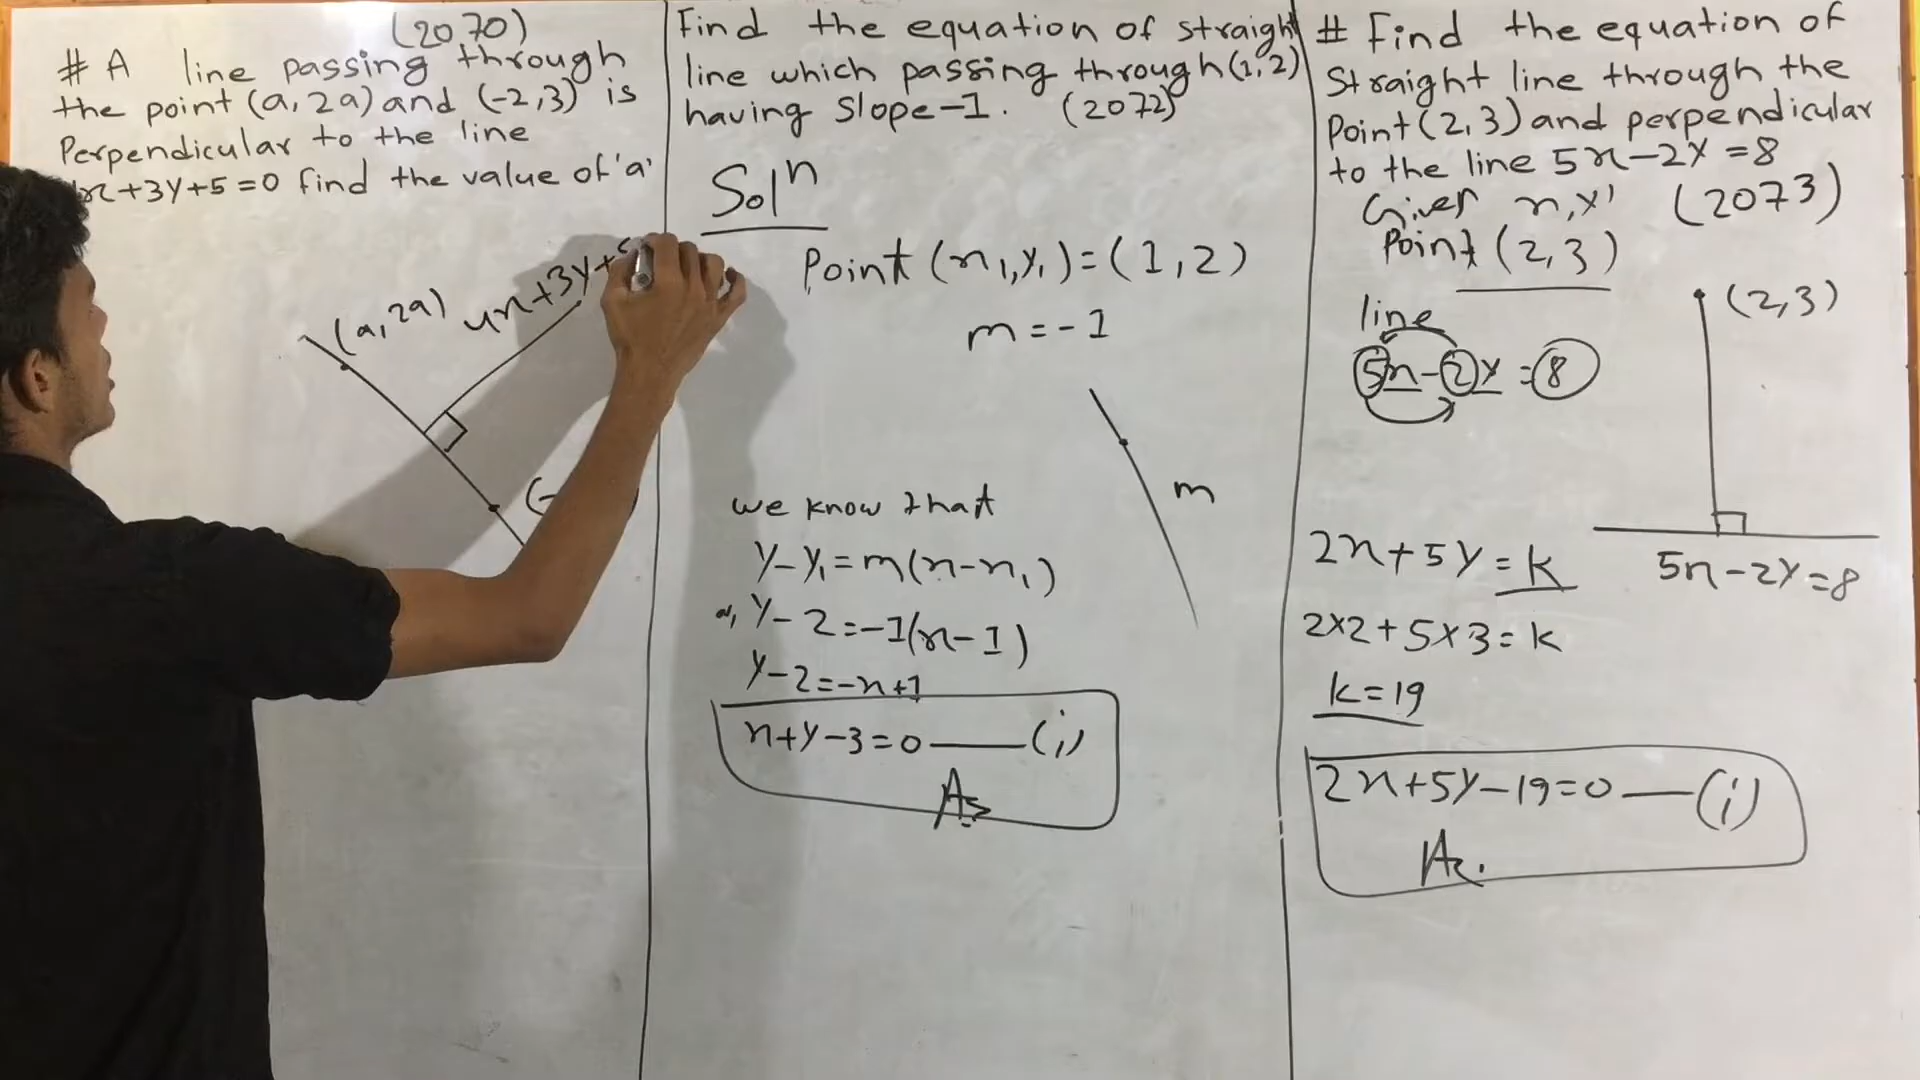 (2070)
# A line passing through
the point (a, 2a) and (-2,3) is
Perpendicular to the line
x+3y+5=0 find the value of 'a'
(a, 2a)
4x+3y+5
(-
Find the equation of straight
line which passing through (1,2)
having slope-1. (2072)
Solⁿ
Point (x₁,y₁)=(1,2)
m=-1
m
we know that
y-y₁=m(x-x₁)
or, y-2=-1(x-1)
y-2=-x+1
x+y-3=0 —— (i)
As
# Find the equation of
Straight line through the
Point (2,3) and perpendicular
to the line 5x-2y=8
Given x,y' (2073)
Point (2,3)
(2,3)
line
5x-2y=8
2x+5y=k
5x-2y=8
2×2+5×3=k
k=19
2x+5y-19=0 —— (i)